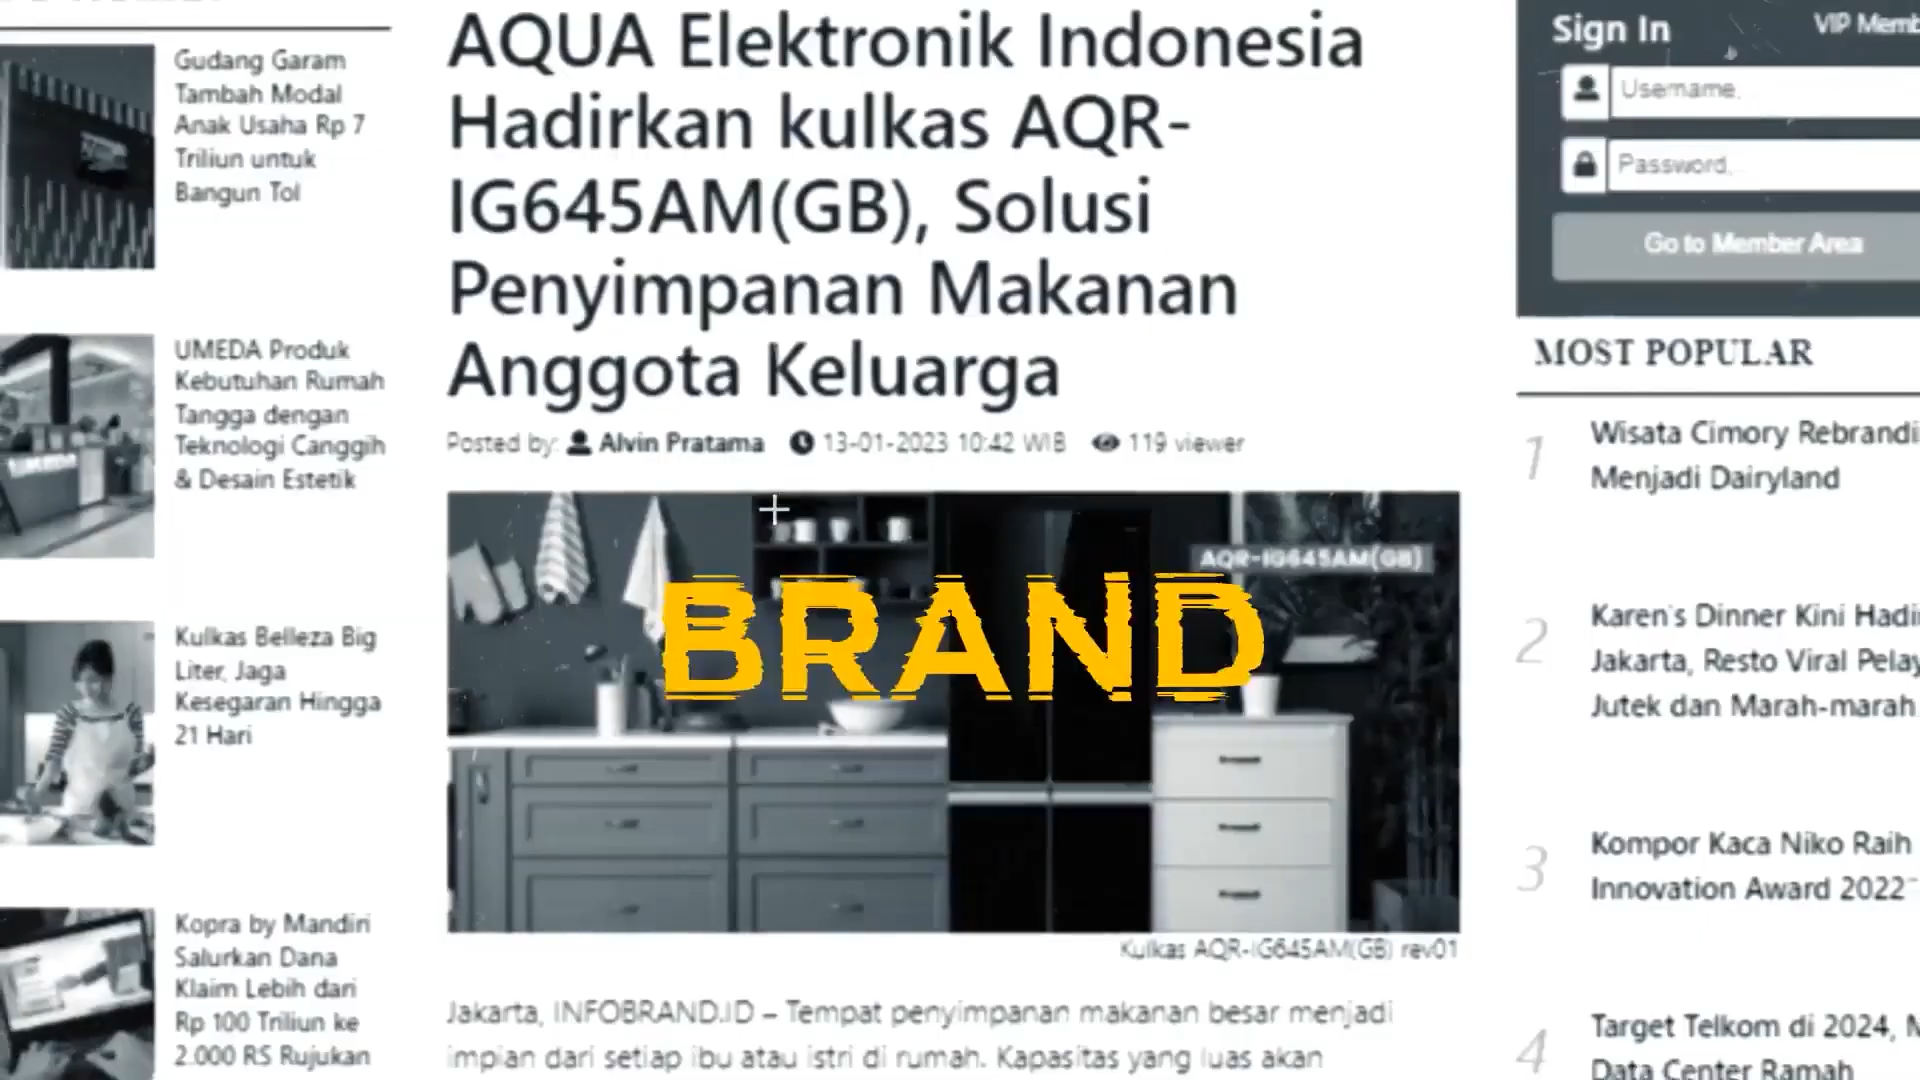 Gudang Garam
Tambah Modal
Anak Usaha Rp 7
Triliun untuk
Bangun Tol
UMEDA Produk
Kebutuhan Rumah
Tangga dengan
Teknologi Canggih
& Desain Estetik
Kulkas Belleza Big
Liter, Jaga
Kesegaran Hingga
21 Hari
Kopra by Mandiri
Salurkan Dana
Klaim Lebih dari
Rp 100 Triliun ke
2.000 RS Rujukan
AQUA Elektronik Indonesia
Hadirkan kulkas AQR-
IG645AM(GB), Solusi
Penyimpanan Makanan
Anggota Keluarga
Posted by: Alvin Pratama 13-01-2023 10:42 WIB 119 viewer
AQR-IG645AM(GB)
BRAND
Kulkas AQR-IG645AM(GB) rev01
Jakarta, INFOBRAND.ID – Tempat penyimpanan makanan besar menjadi
impian dari setiap ibu atau istri di rumah. Kapasitas yang luas akan
Sign In VIP Memb
Username.
Password.
Go to Member Area
MOST POPULAR
1 Wisata Cimory Rebrandi
Menjadi Dairyland
2 Karen's Dinner Kini Hadi
Jakarta, Resto Viral Pelay
Jutek dan Marah-marah
3 Kompor Kaca Niko Raih
Innovation Award 2022
4 Target Telkom di 2024,
Data Center Ramah